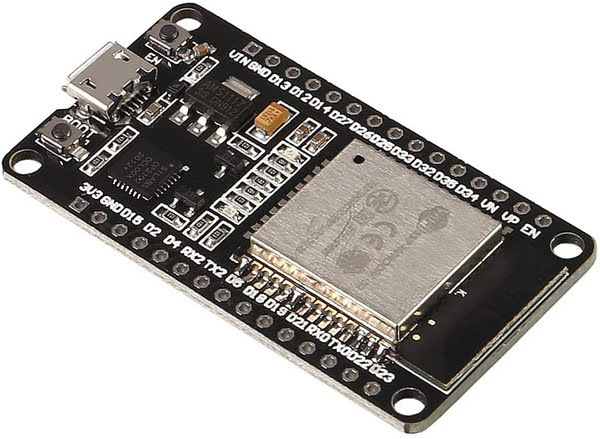 EN
VIN GND D13 D12 D14 D27 D26 D25 D33 D32 D35 D34 VN VP EN
AMS1117
BOOT
3V3 GND D15 D2 D4 RX2 TX2 D5 D18 D19 D21 RX0 TX0 D22 D23